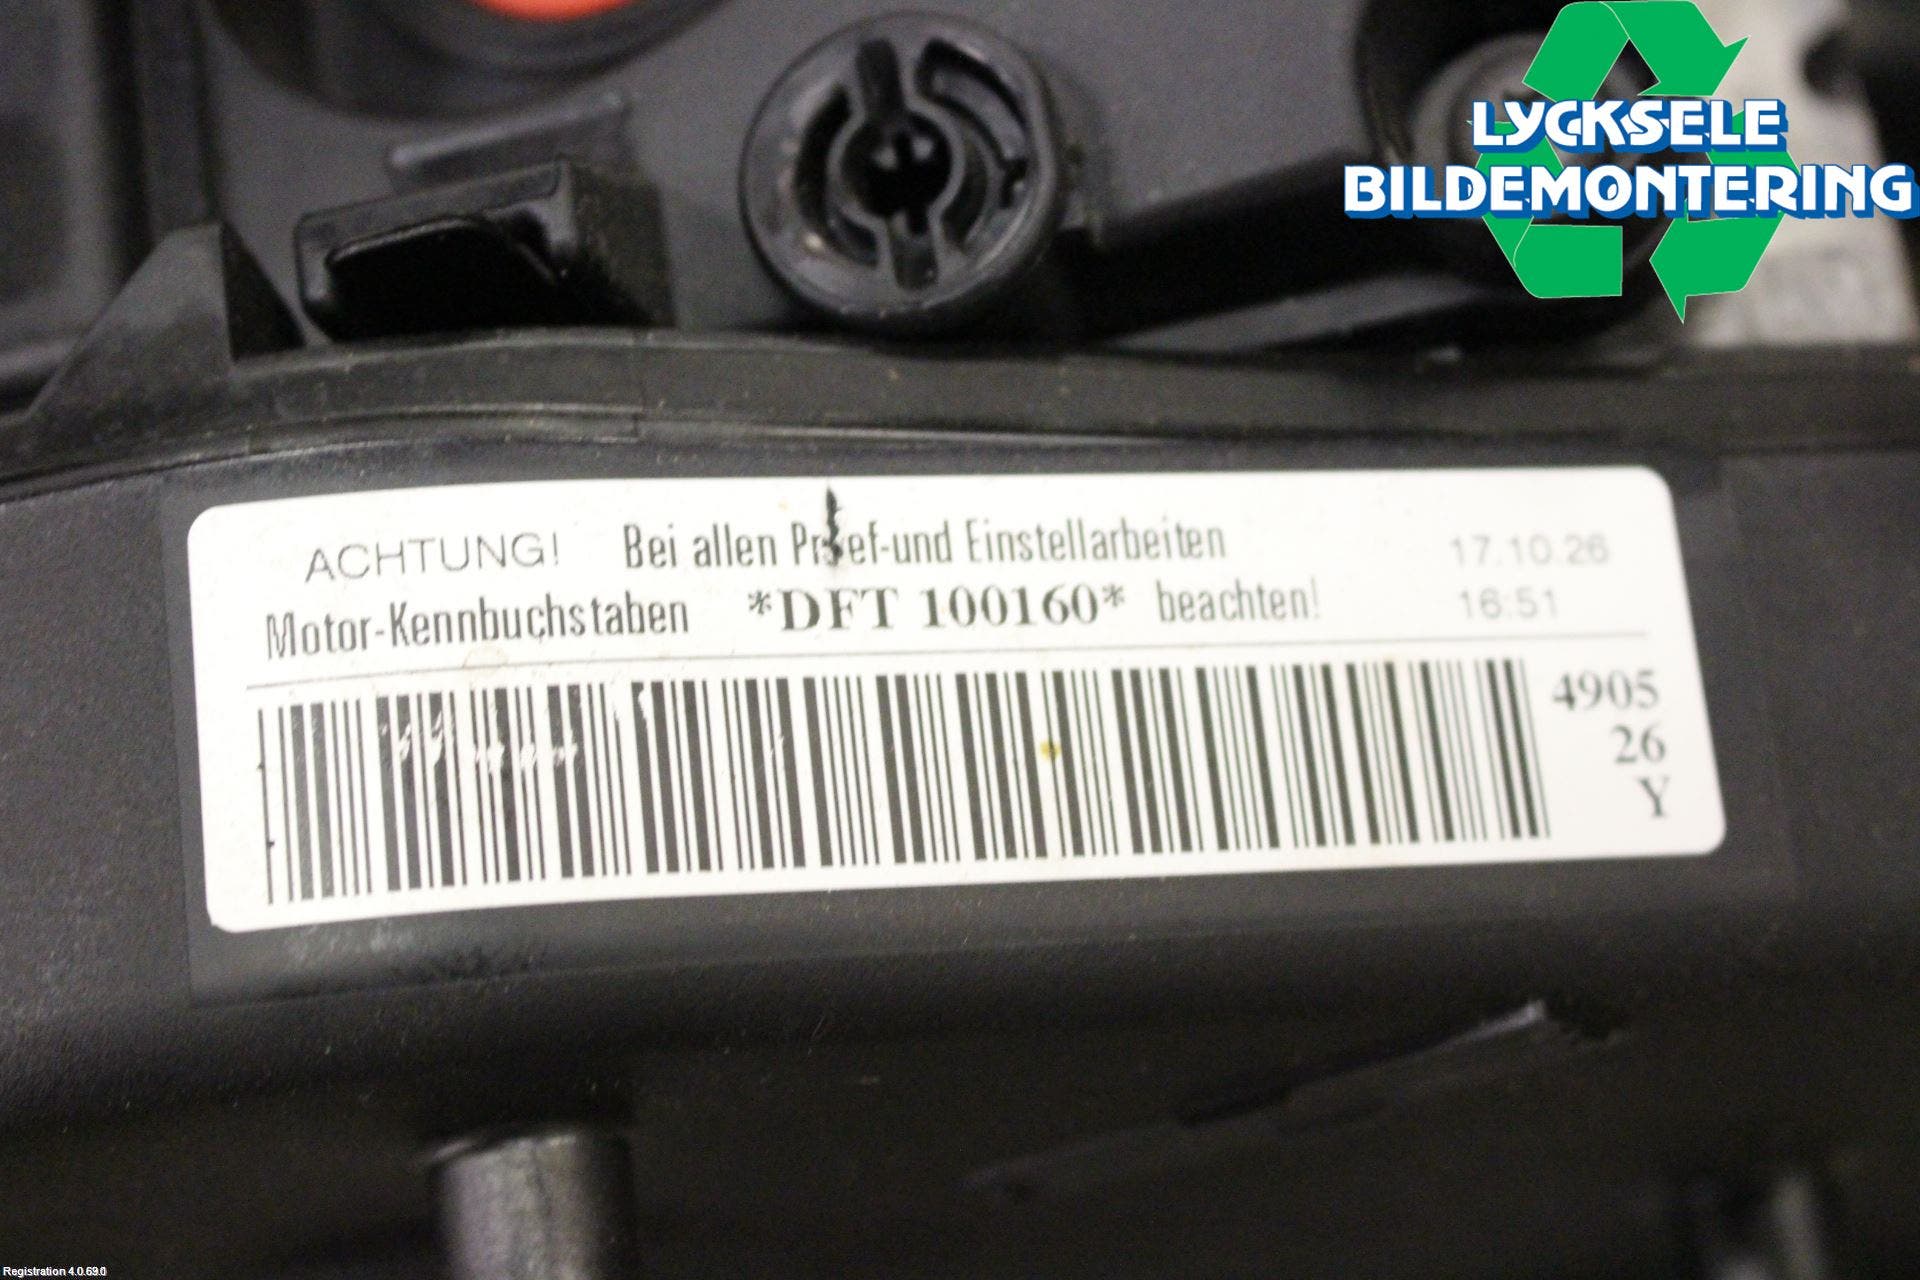 LYCKSELE
BILDEMONTERING
ACHTUNG! Bei allen Pruef-und Einstellarbeiten 17.10.26
Motor-Kennbuchstaben *DFT 100160* beachten! 16:51
4905
26
Y
Registration 4.0.69.0